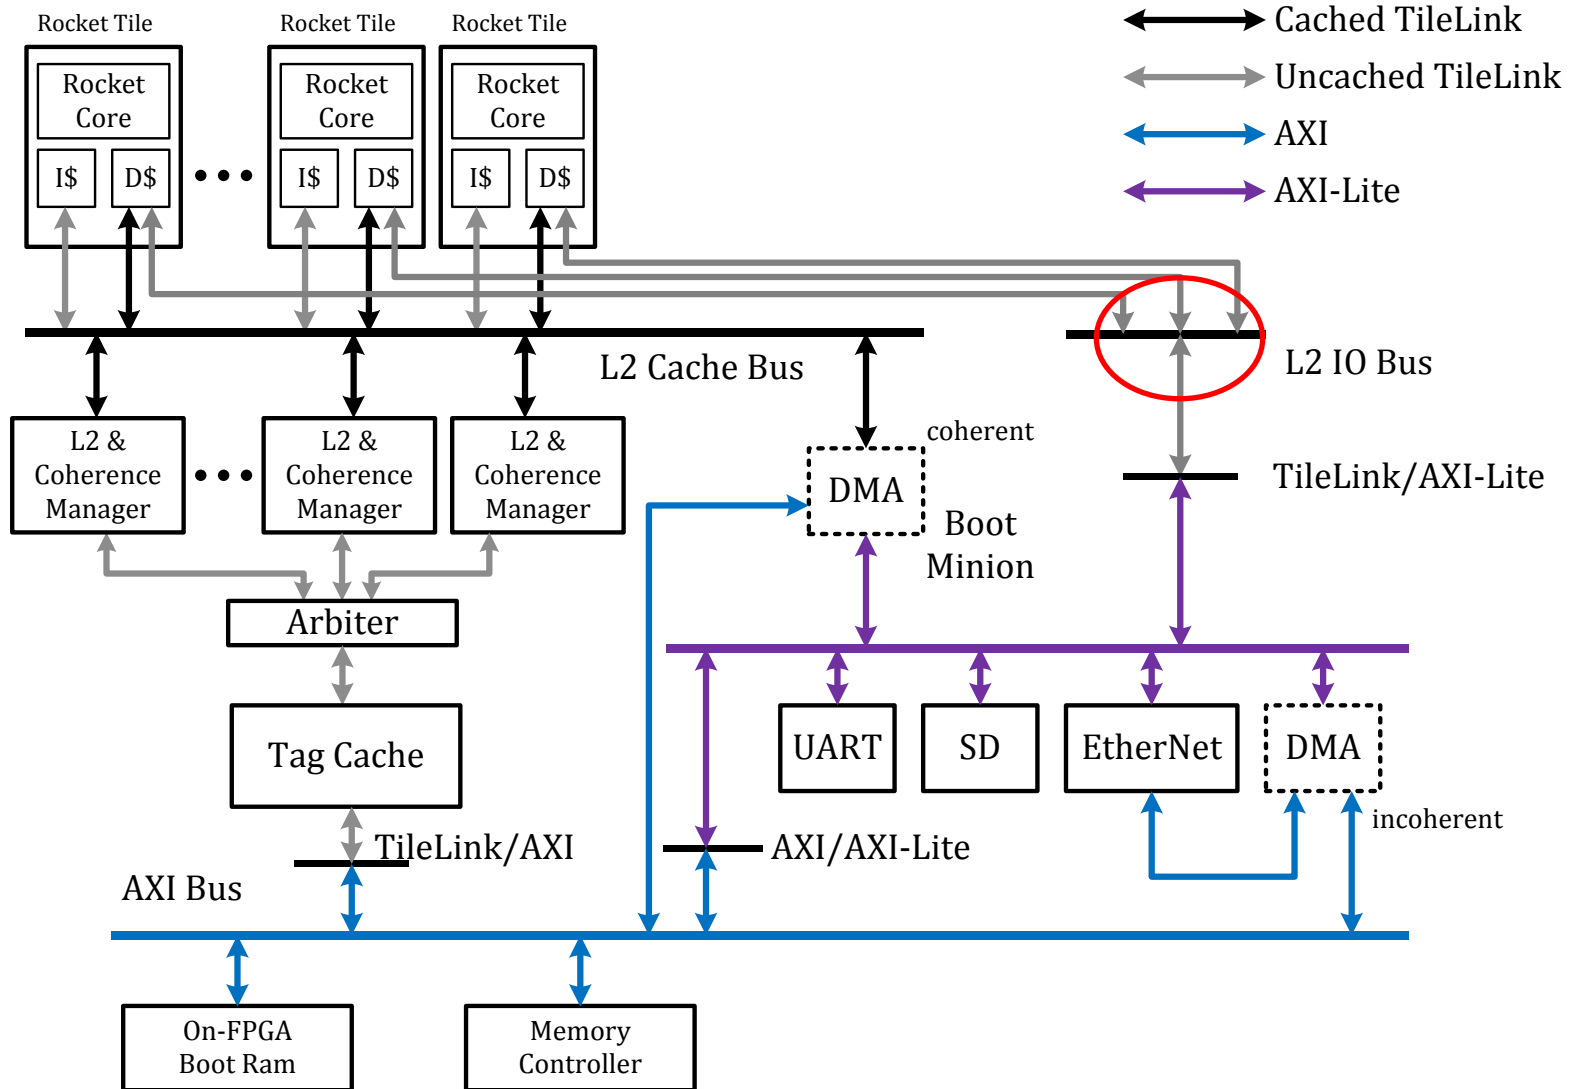 Rocket Tile
Rocket Tile
Rocket Tile
Cached TileLink
Uncached TileLink
AXI
AXI-Lite
Rocket
Core
I$
D$
Rocket
Core
I$
D$
Rocket
Core
I$
D$
L2 Cache Bus
L2 IO Bus
L2 &
Coherence
Manager
L2 &
Coherence
Manager
L2 &
Coherence
Manager
coherent
DMA
Boot
Minion
TileLink/AXI-Lite
Arbiter
Tag Cache
UART
SD
EtherNet
DMA
incoherent
TileLink/AXI
AXI/AXI-Lite
AXI Bus
On-FPGA
Boot Ram
Memory
Controller